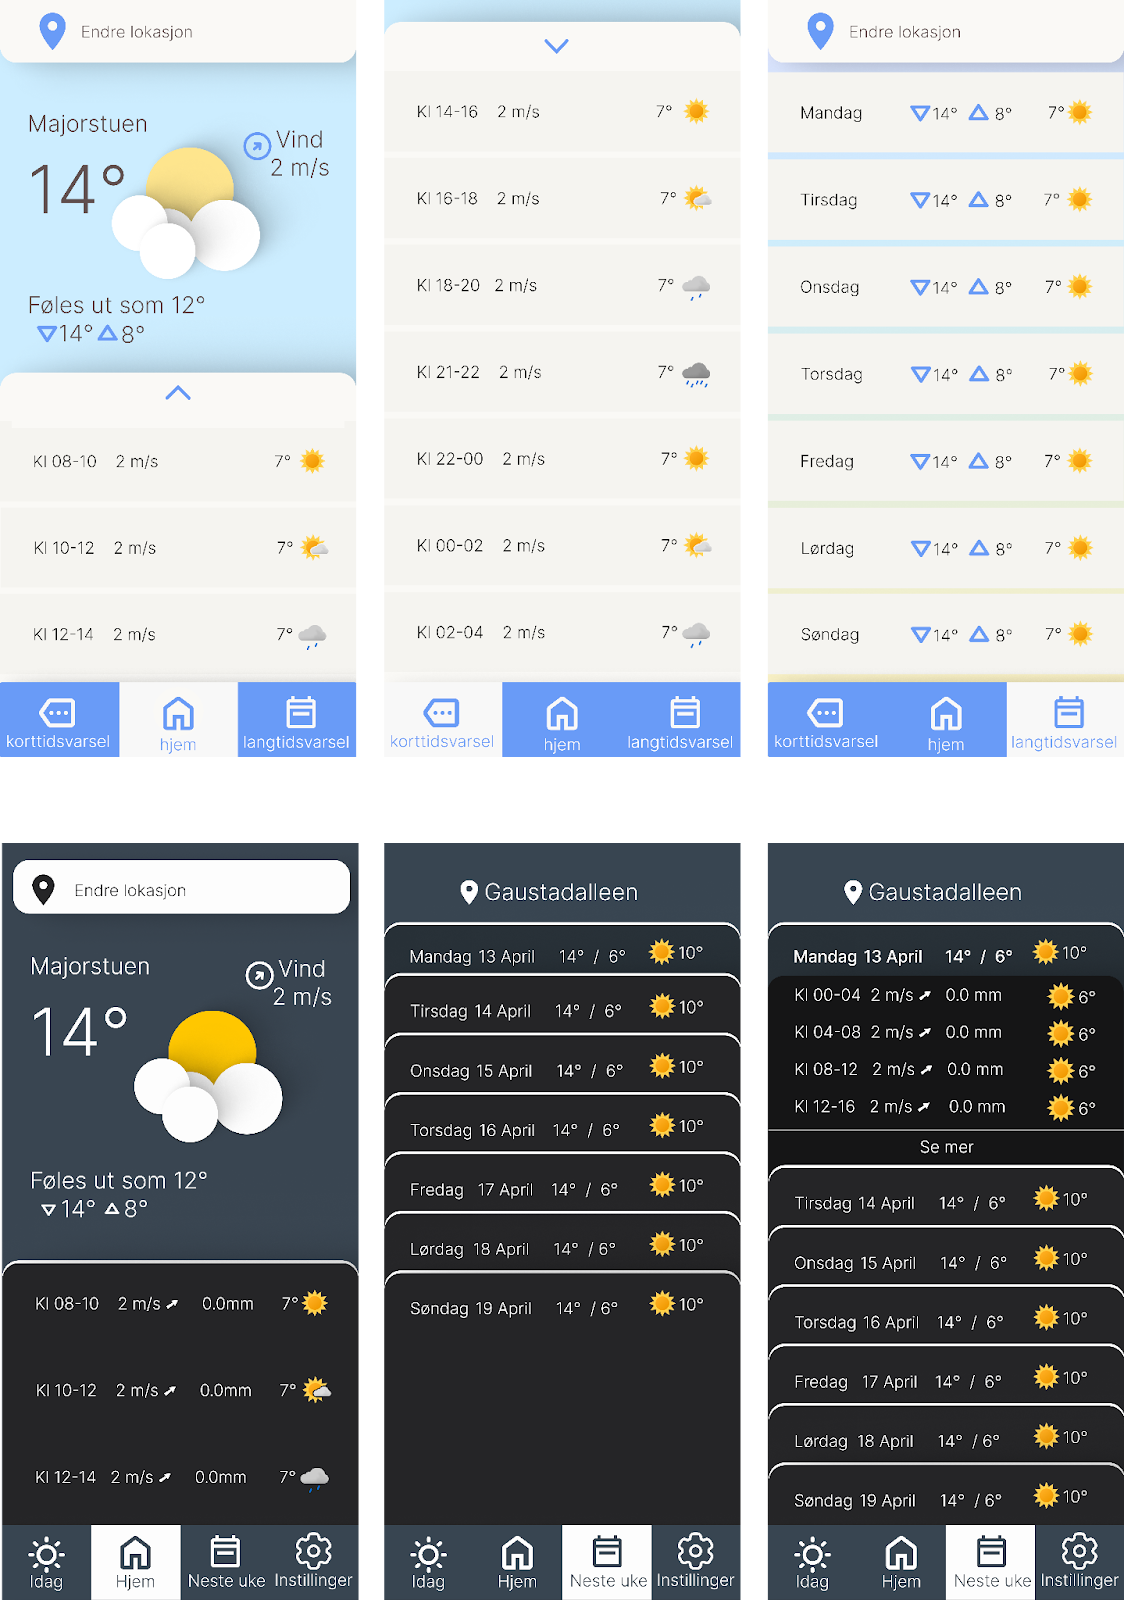 Endre lokasjon
Majorstuen
14°
Vind
2 m/s
Føles ut som 12°
14° 8°
Kl 08-10 2 m/s 7°
Kl 10-12 2 m/s 7°
Kl 12-14 2 m/s 7°
korttidsvarsel hjem langtidsvarsel
Kl 14-16 2 m/s 7°
Kl 16-18 2 m/s 7°
Kl 18-20 2 m/s 7°
Kl 21-22 2 m/s 7°
Kl 22-00 2 m/s 7°
Kl 00-02 2 m/s 7°
Kl 02-04 2 m/s 7°
korttidsvarsel hjem langtidsvarsel
Endre lokasjon
Mandag 14° 8° 7°
Tirsdag 14° 8° 7°
Onsdag 14° 8° 7°
Torsdag 14° 8° 7°
Fredag 14° 8° 7°
Lørdag 14° 8° 7°
Søndag 14° 8° 7°
korttidsvarsel hjem langtidsvarsel
Endre lokasjon
Majorstuen
14°
Vind
2 m/s
Føles ut som 12°
14° 8°
Kl 08-10 2 m/s 0.0mm 7°
Kl 10-12 2 m/s 0.0mm 7°
Kl 12-14 2 m/s 0.0mm 7°
Idag Hjem Neste uke Instillinger
Gaustadalleen
Mandag 13 April 14° / 6° 10°
Tirsdag 14 April 14° / 6° 10°
Onsdag 15 April 14° / 6° 10°
Torsdag 16 April 14° / 6° 10°
Fredag 17 April 14° / 6° 10°
Lørdag 18 April 14° / 6° 10°
Søndag 19 April 14° / 6° 10°
Idag Hjem Neste uke Instillinger
Gaustadalleen
Mandag 13 April 14° / 6° 10°
Kl 00-04 2 m/s 0.0 mm 6°
Kl 04-08 2 m/s 0.0 mm 6°
Kl 08-12 2 m/s 0.0 mm 6°
Kl 12-16 2 m/s 0.0 mm 6°
Se mer
Tirsdag 14 April 14° / 6° 10°
Onsdag 15 April 14° / 6° 10°
Torsdag 16 April 14° / 6° 10°
Fredag 17 April 14° / 6° 10°
Lørdag 18 April 14° / 6° 10°
Søndag 19 April 14° / 6° 10°
Idag Hjem Neste uke Instillinger